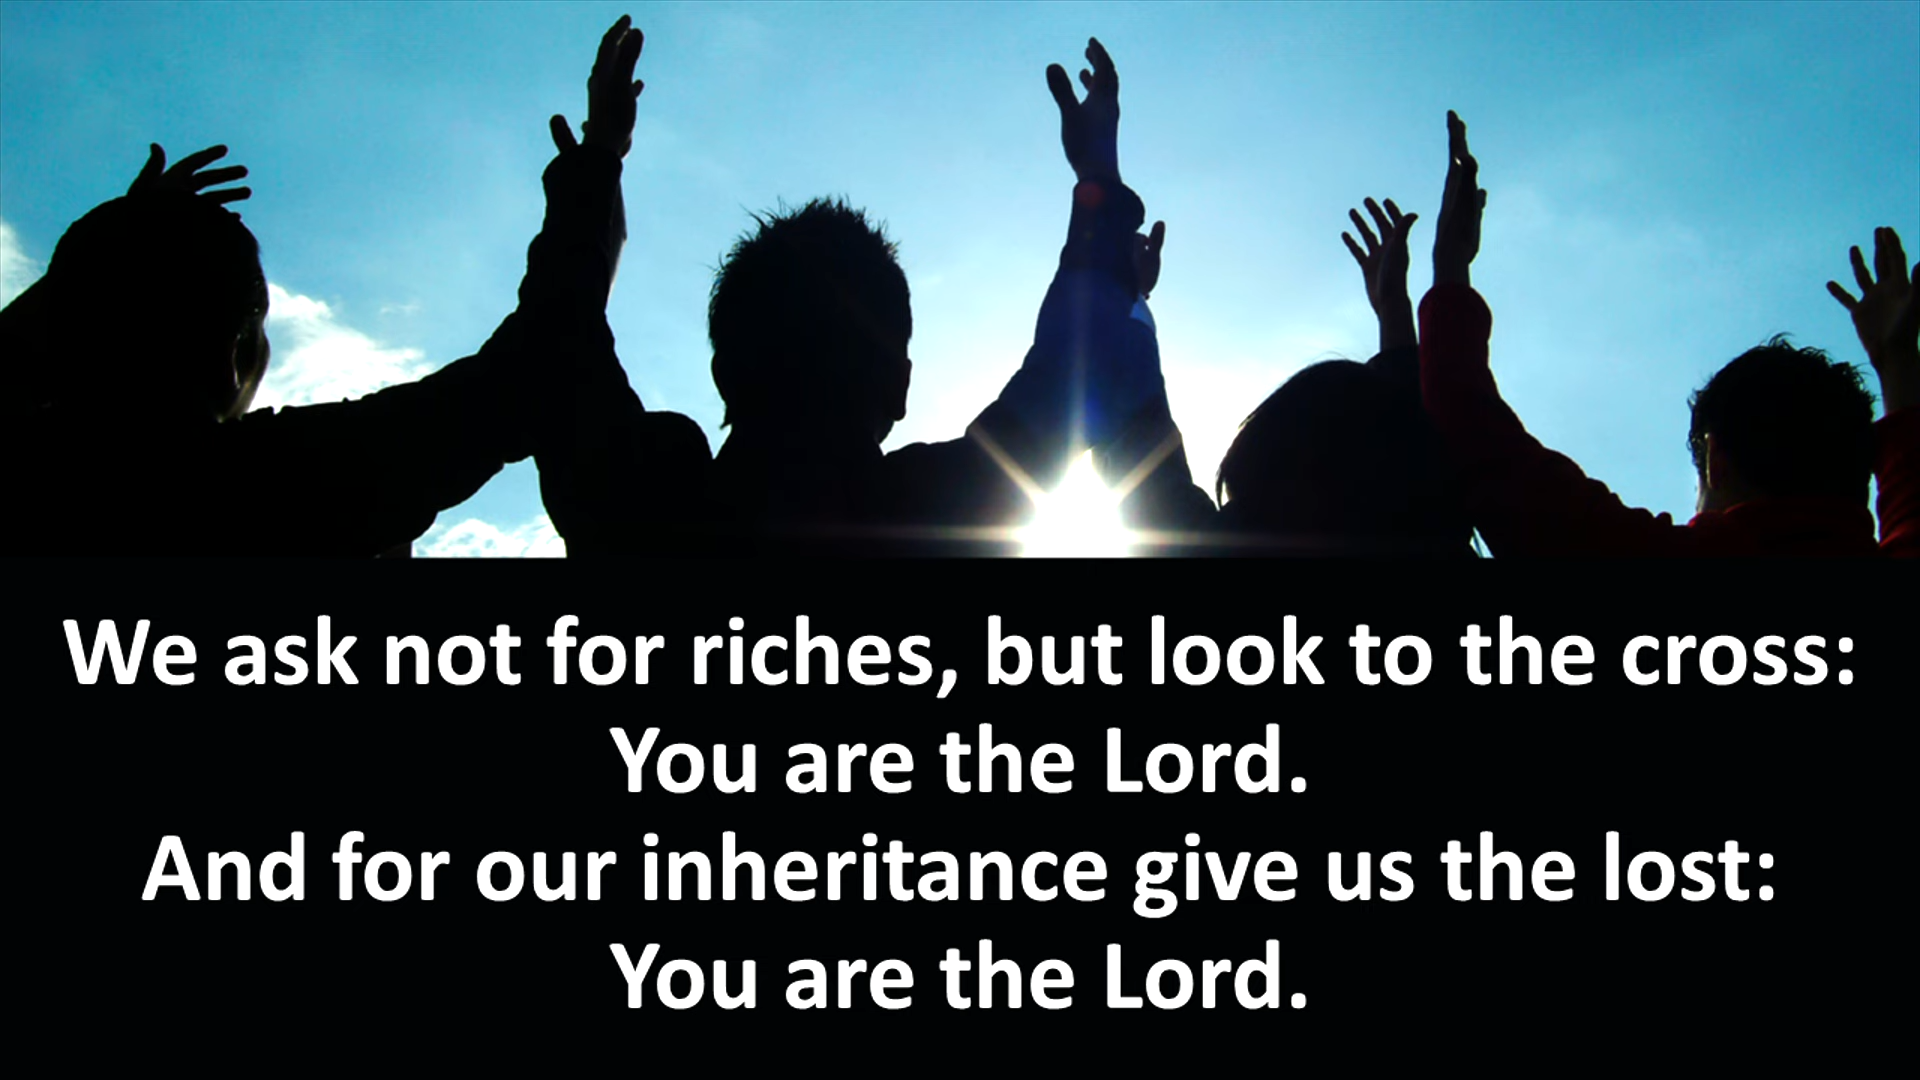 We ask not for riches, but look to the cross:
You are the Lord.
And for our inheritance give us the lost:
You are the Lord.